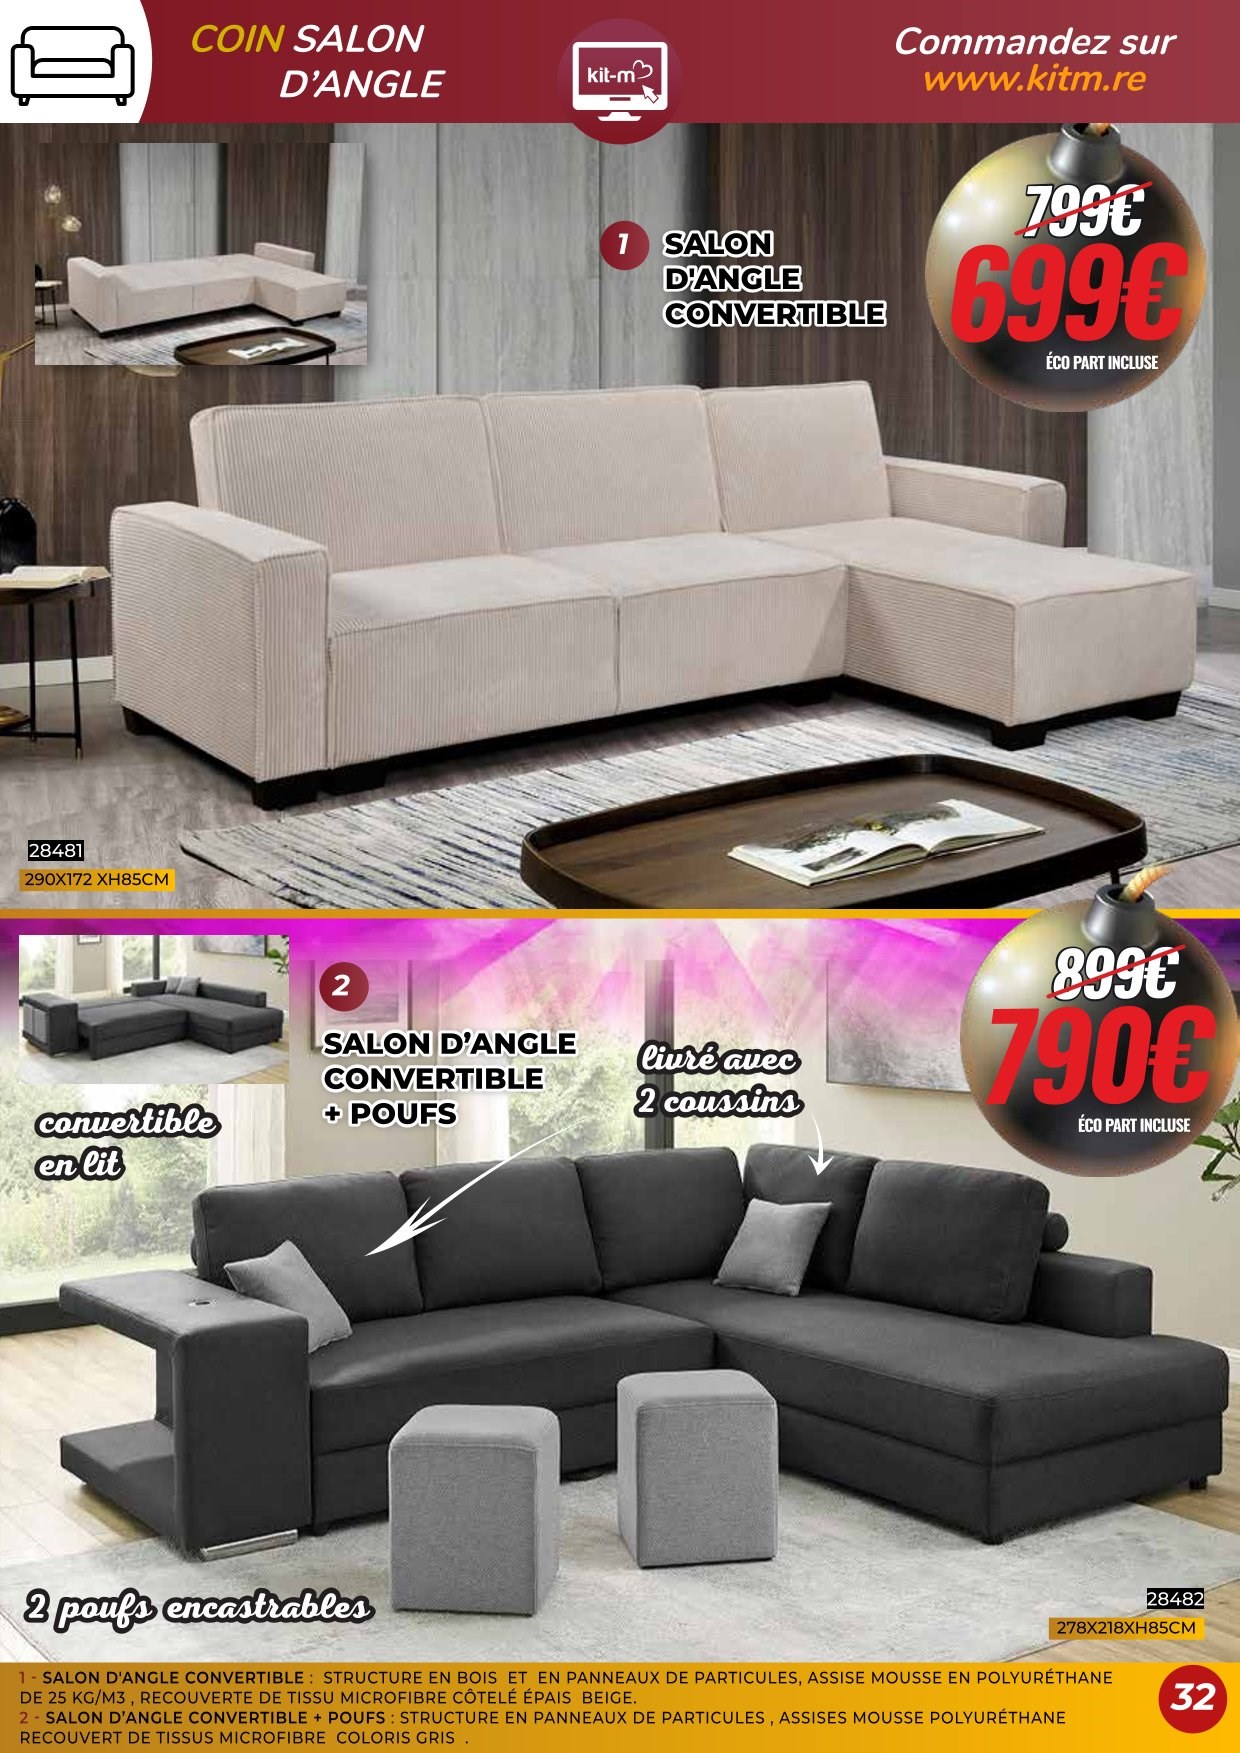 COIN SALON
D'ANGLE
kit-m
Commandez sur
www.kitm.re
799€
699€
ÉCO PART INCLUSE
1 SALON
D'ANGLE
CONVERTIBLE
28481
290X172 XH85CM
899€
790€
ÉCO PART INCLUSE
2
SALON D'ANGLE
CONVERTIBLE
+ POUFS
livré avec
2 coussins
convertible
en lit
2 poufs encastrables
28482
278X218XH85CM
1 - SALON D'ANGLE CONVERTIBLE : STRUCTURE EN BOIS ET EN PANNEAUX DE PARTICULES, ASSISE MOUSSE EN POLYURÉTHANE
DE 25 KG/M3 , RECOUVERTE DE TISSU MICROFIBRE CÔTELÉ ÉPAIS BEIGE.
2 - SALON D'ANGLE CONVERTIBLE + POUFS : STRUCTURE EN PANNEAUX DE PARTICULES , ASSISES MOUSSE POLYURÉTHANE
RECOUVERT DE TISSUS MICROFIBRE COLORIS GRIS .
32